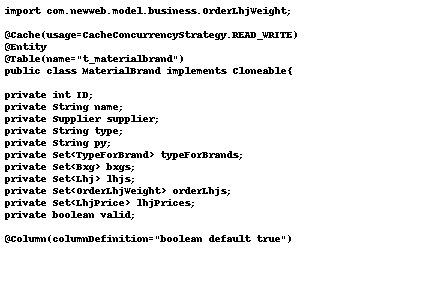 import com.newweb.model.business.OrderLhjWeight;
@Cache(usage=CacheConcurrencyStrategy.READ_WRITE)
@Entity
@Table(name="t_materialbrand")
public class MaterialBrand implements Cloneable{
private int ID;
private String name;
private Supplier supplier;
private String type;
private String py;
private Set<TypeForBrand> typeForBrands;
private Set<Bxg> bxgs;
private Set<Lhj> lhjs;
private Set<OrderLhjWeight> orderLhjs;
private Set<LhjPrice> lhjPrices;
private boolean valid;
@Column(columnDefinition="boolean default true")